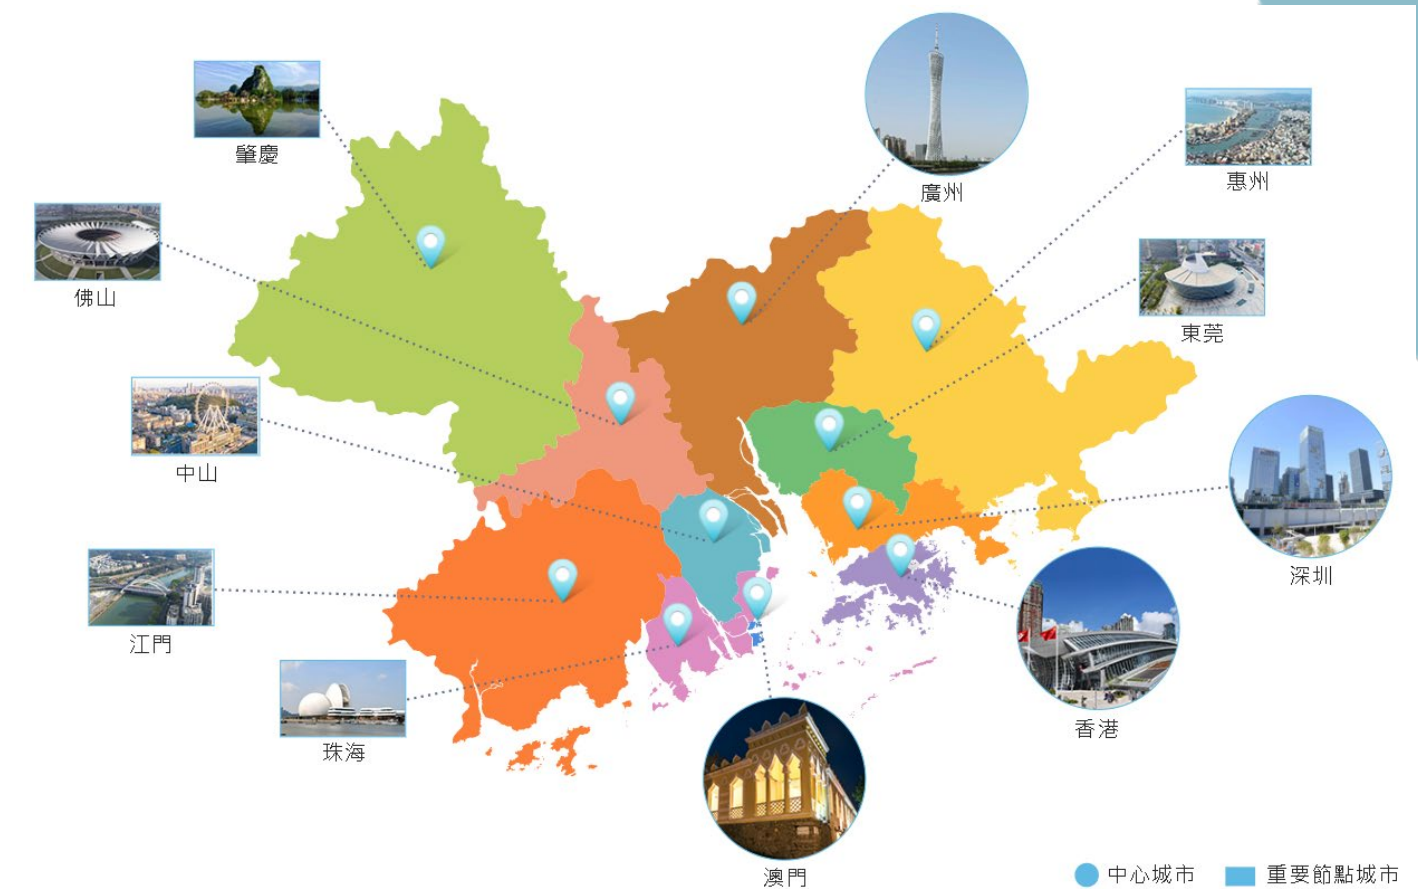 肇慶
廣州
惠州
佛山
東莞
中山
深圳
江門
香港
珠海
澳門
中心城市
重要節點城市